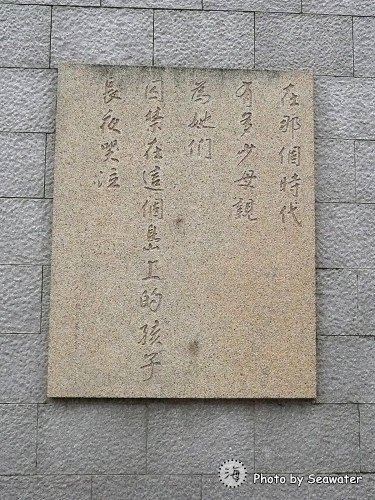 在那個時代
有多少母親
為她們
囚禁在這個島上的孩子
長夜哭泣
海
Photo by Seawater